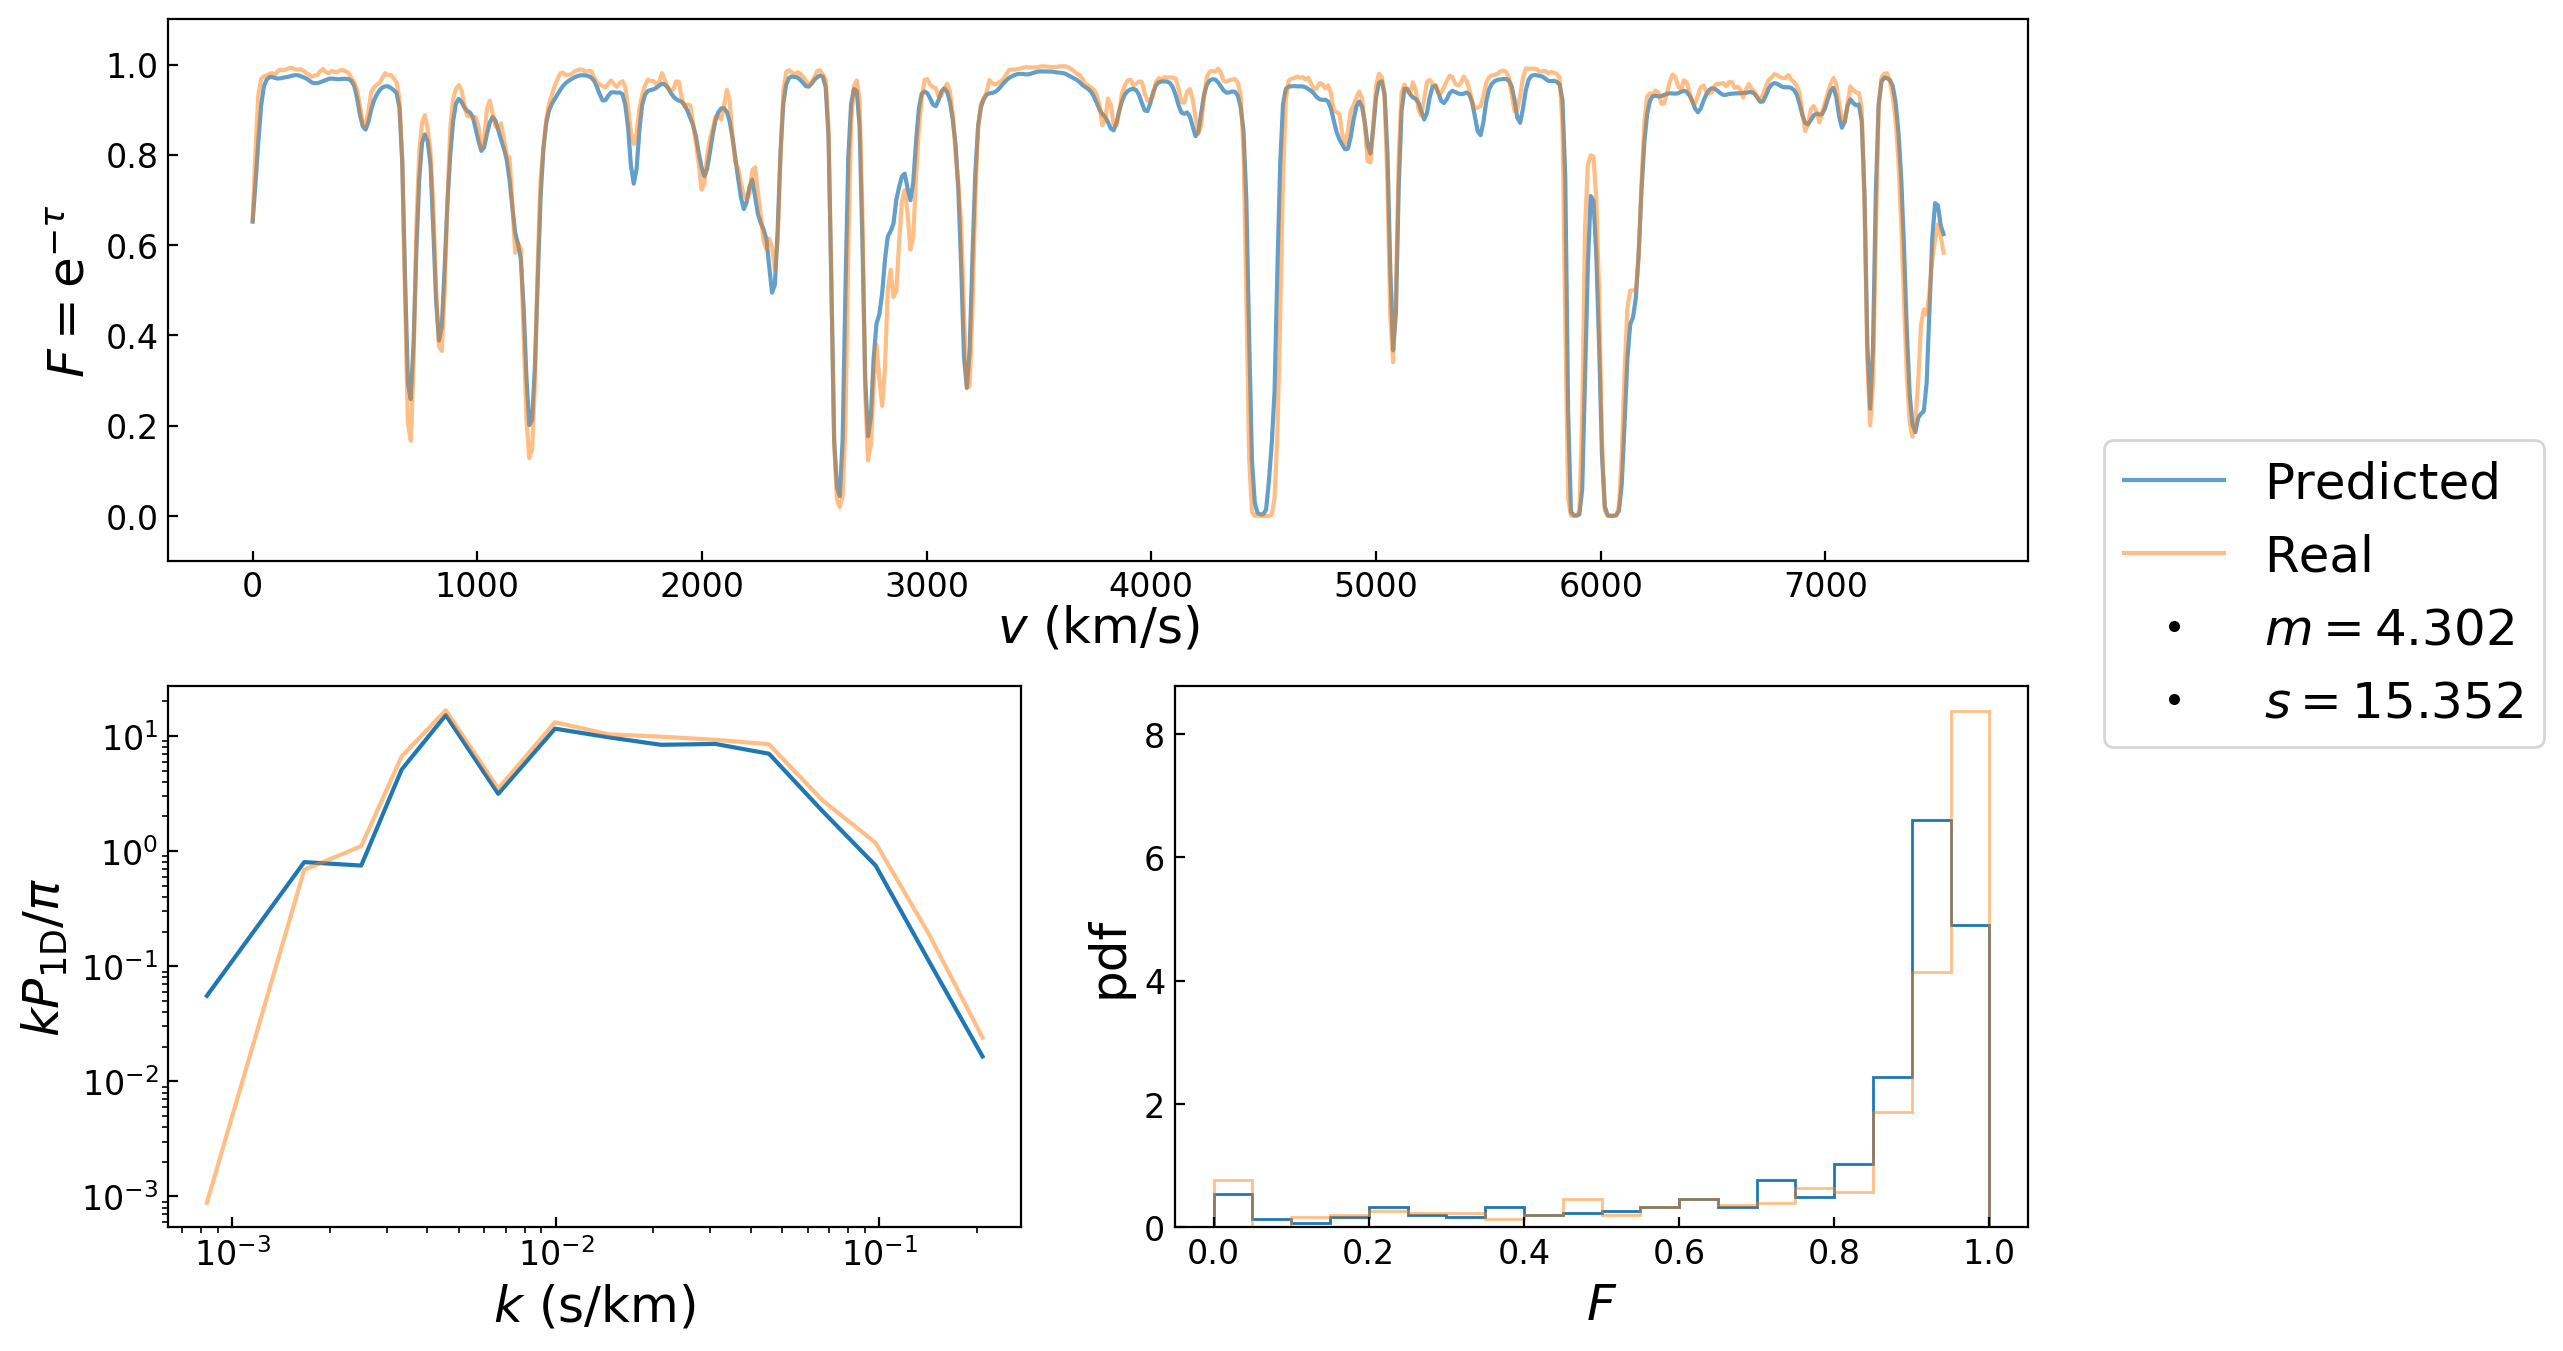 1.0
0.8
0.6
0.4
0.2
0.0
F = e^{−τ}
0 1000 2000 3000 4000 5000 6000 7000
v (km/s)
Predicted
Real
m = 4.302
s = 15.352
10^1
10^0
10^{−1}
10^{−2}
10^{−3}
kP_{1D}/π
10^{−3} 10^{−2} 10^{−1}
k (s/km)
8
6
4
2
0
pdf
0.0 0.2 0.4 0.6 0.8 1.0
F